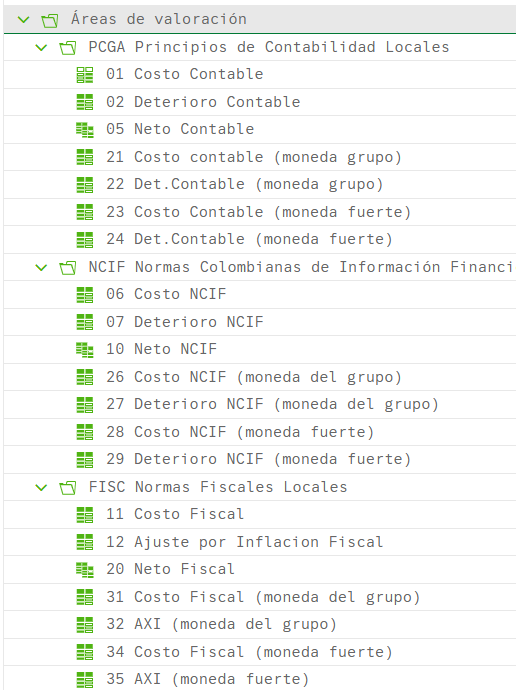 Áreas de valoración
PCGA Principios de Contabilidad Locales
01 Costo Contable
02 Deterioro Contable
05 Neto Contable
21 Costo contable (moneda grupo)
22 Det.Contable (moneda grupo)
23 Costo Contable (moneda fuerte)
24 Det.Contable (moneda fuerte)
NCIF Normas Colombianas de Información Financi
06 Costo NCIF
07 Deterioro NCIF
10 Neto NCIF
26 Costo NCIF (moneda del grupo)
27 Deterioro NCIF (moneda del grupo)
28 Costo NCIF (moneda fuerte)
29 Deterioro NCIF (moneda fuerte)
FISC Normas Fiscales Locales
11 Costo Fiscal
12 Ajuste por Inflacion Fiscal
20 Neto Fiscal
31 Costo Fiscal (moneda del grupo)
32 AXI (moneda del grupo)
34 Costo Fiscal (moneda fuerte)
35 AXI (moneda fuerte)